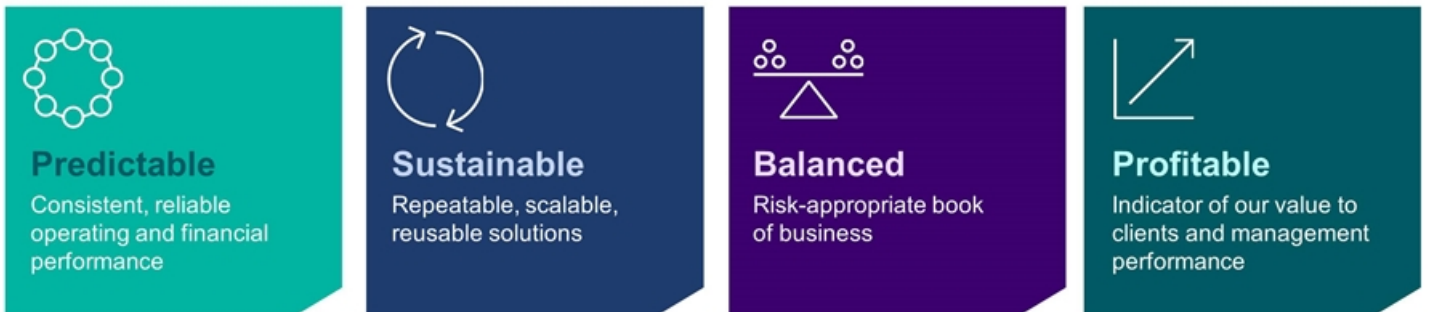 Predictable
Consistent, reliable
operating and financial
performance
Sustainable
Repeatable, scalable,
reusable solutions
Balanced
Risk-appropriate book
of business
Profitable
Indicator of our value to
clients and management
performance